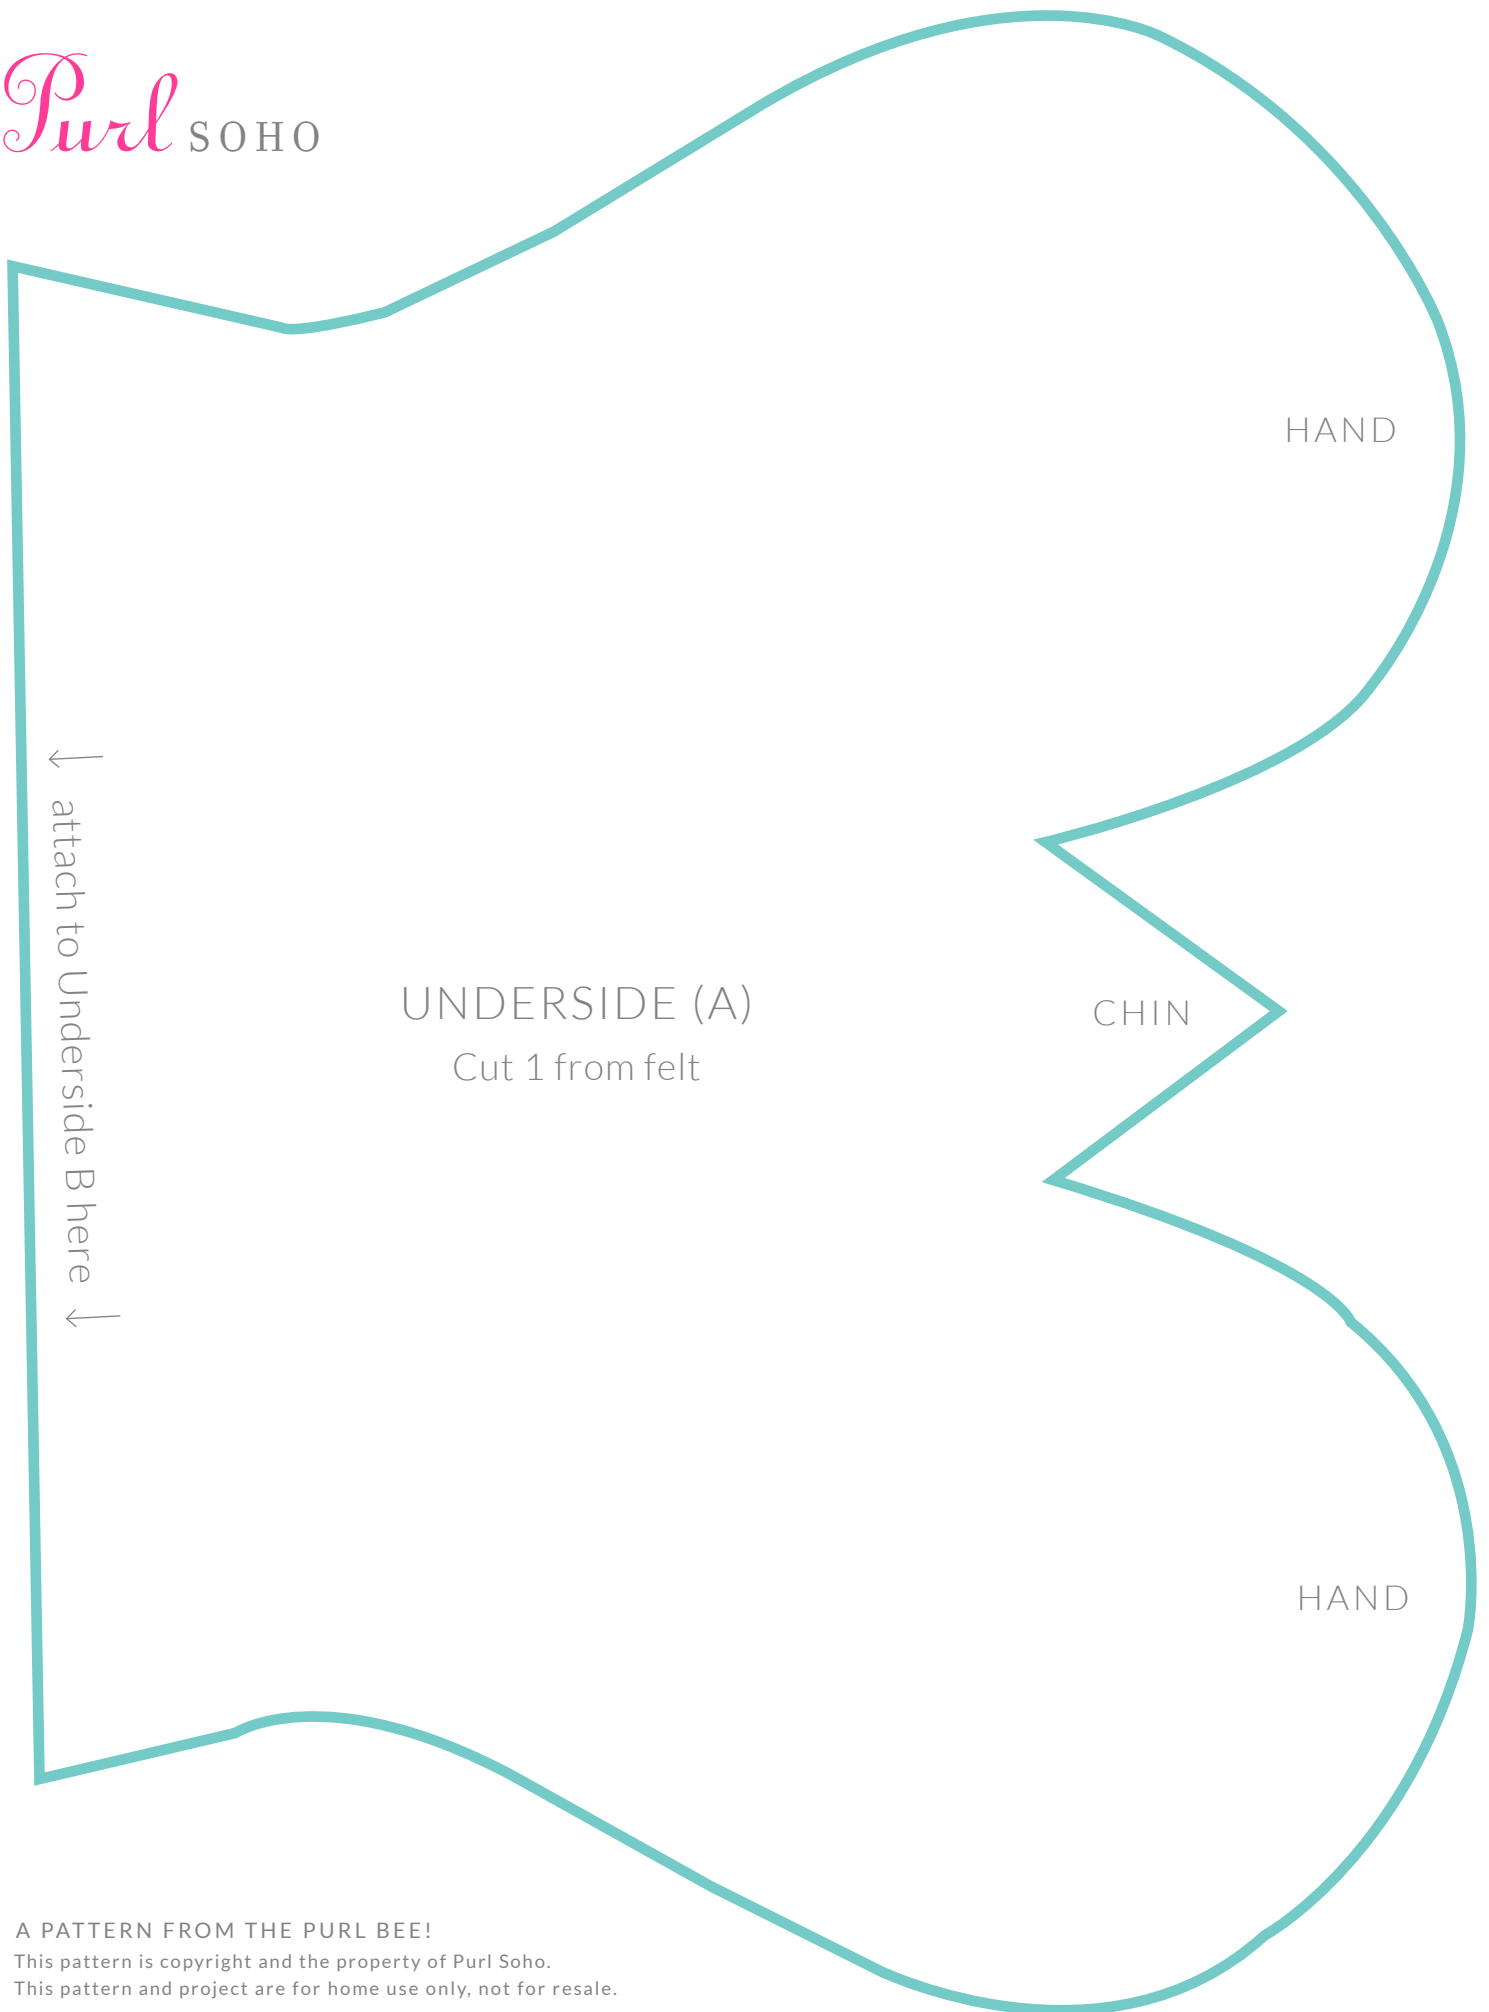 Purl SOHO
HAND
← attach to Underside B here ←
UNDERSIDE (A)
Cut 1 from felt
CHIN
HAND
A PATTERN FROM THE PURL BEE!
This pattern is copyright and the property of Purl Soho.
This pattern and project are for home use only, not for resale.